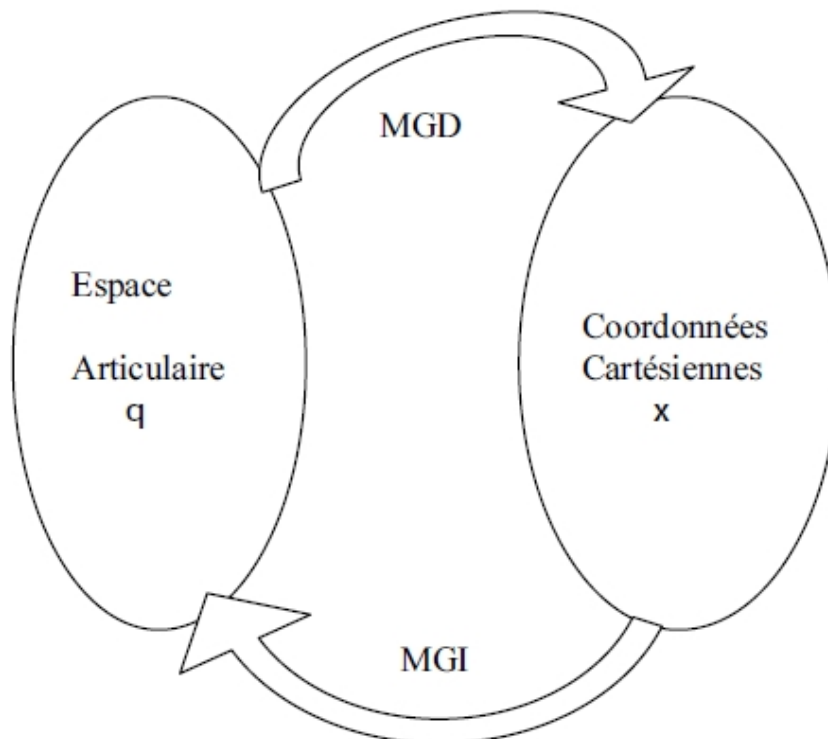 MGD
Espace
Articulaire
q
Coordonnées
Cartésiennes
x
MGI